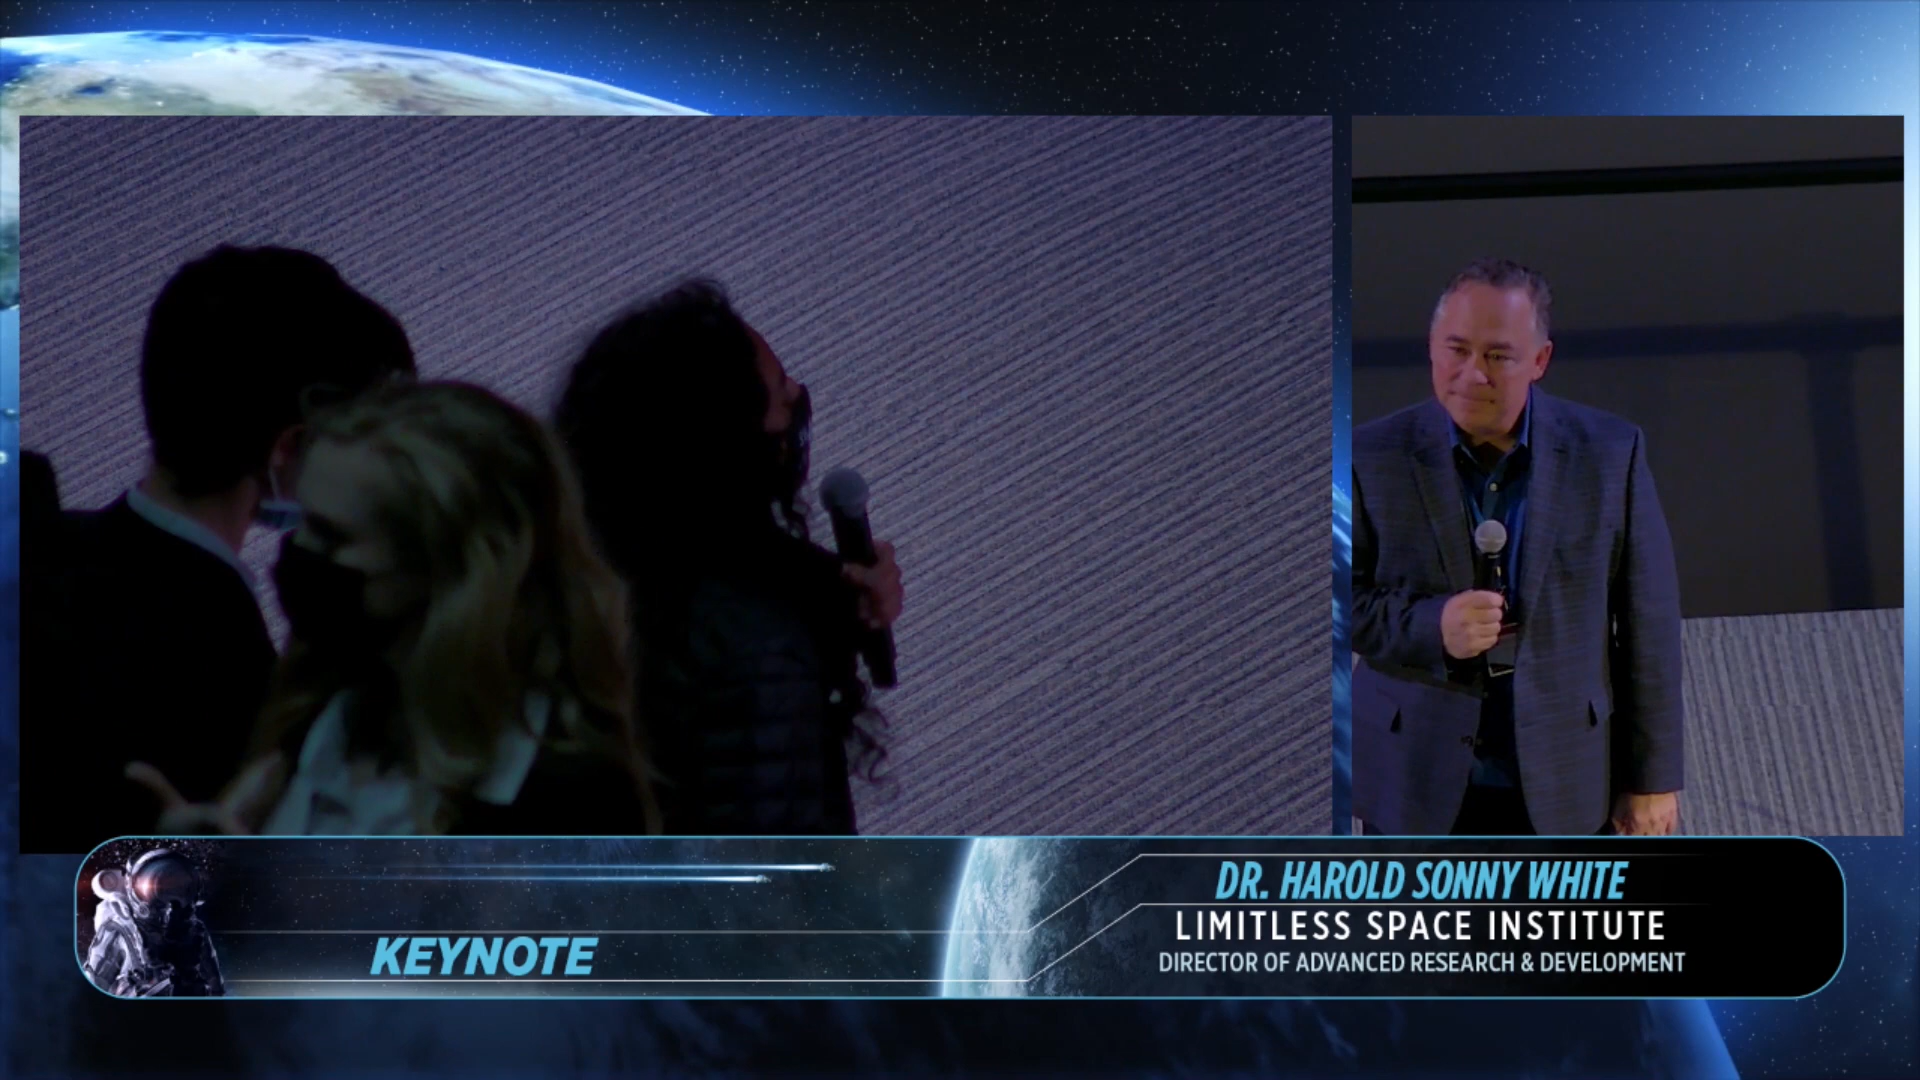 KEYNOTE
DR. HAROLD SONNY WHITE
LIMITLESS SPACE INSTITUTE
DIRECTOR OF ADVANCED RESEARCH & DEVELOPMENT